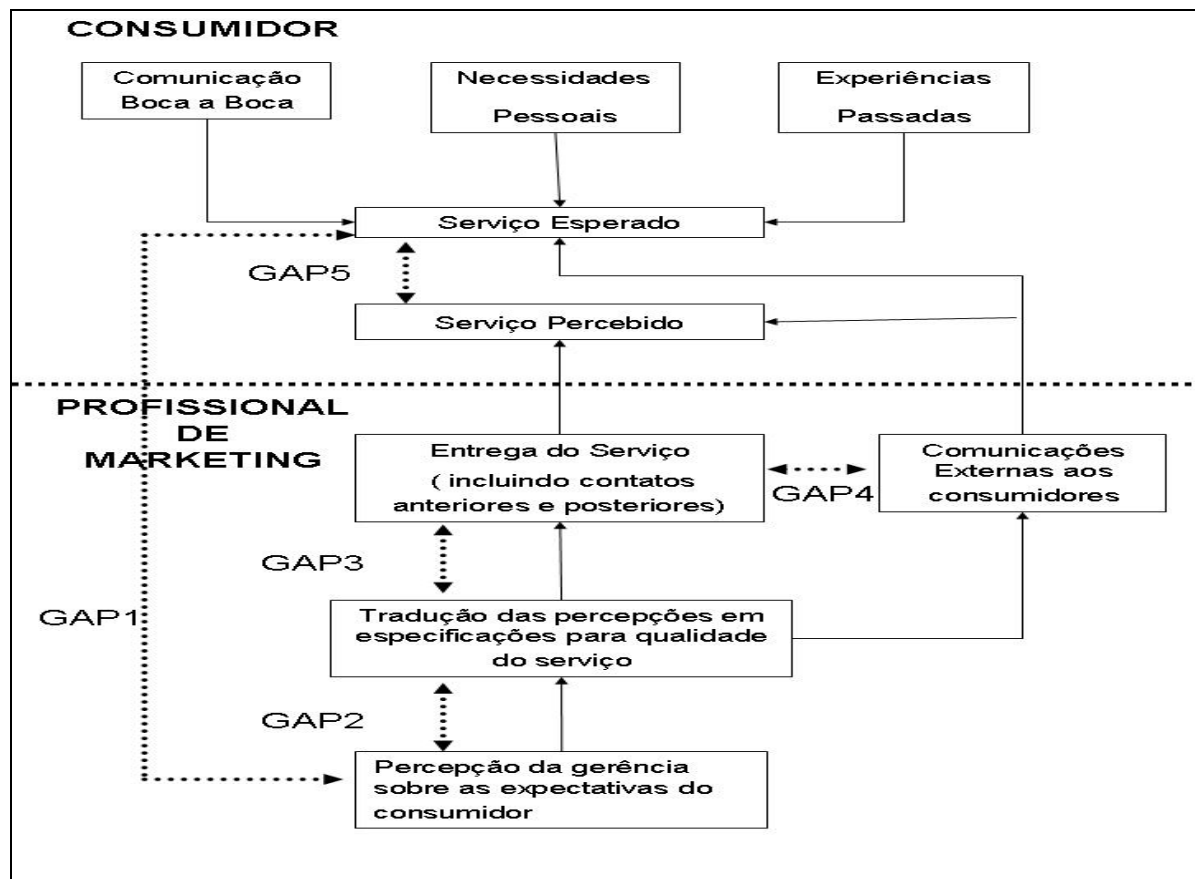 CONSUMIDOR
Comunicação
Boca a Boca
Necessidades
Pessoais
Experiências
Passadas
Serviço Esperado
GAP5
Serviço Percebido
PROFISSIONAL
DE
MARKETING
Entrega do Serviço
( incluindo contatos
anteriores e posteriores)
GAP4
Comunicações
Externas aos
consumidores
GAP3
GAP1
Tradução das percepções em
especificações para qualidade
do serviço
GAP2
Percepção da gerência
sobre as expectativas do
consumidor